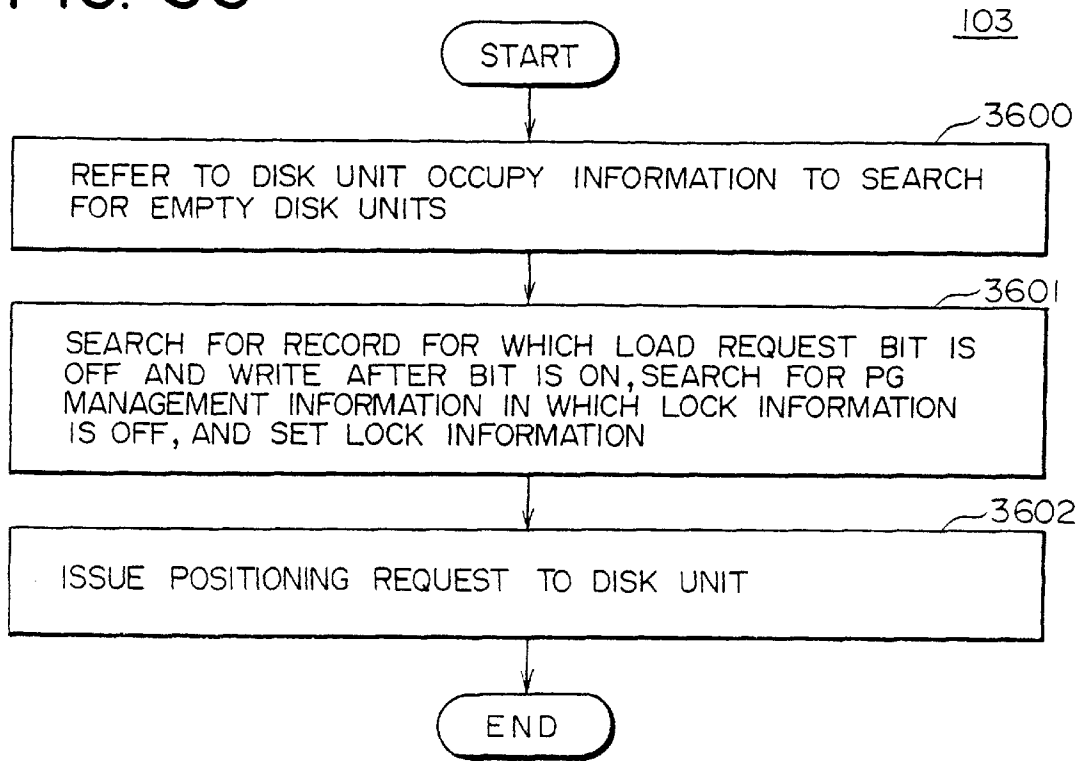 103
START
3600
REFER TO DISK UNIT OCCUPY INFORMATION TO SEARCH
FOR EMPTY DISK UNITS
3601
SEARCH FOR RECORD FOR WHICH LOAD REQUEST BIT IS
OFF AND WRITE AFTER BIT IS ON, SEARCH FOR PG
MANAGEMENT INFORMATION IN WHICH LOCK INFORMATION
IS OFF, AND SET LOCK INFORMATION
3602
ISSUE POSITIONING REQUEST TO DISK UNIT
END